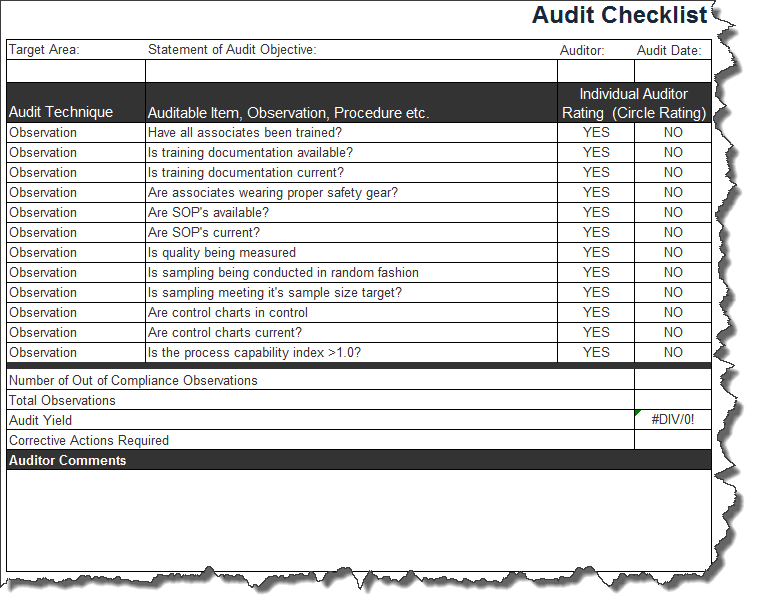 Audit Checklist
Target Area: Statement of Audit Objective: Auditor: Audit Date:
Individual Auditor
Audit Technique Auditable Item, Observation, Procedure etc. Rating (Circle Rating)
Observation Have all associates been trained? YES NO
Observation Is training documentation available? YES NO
Observation Is training documentation current? YES NO
Observation Are associates wearing proper safety gear? YES NO
Observation Are SOP's available? YES NO
Observation Are SOP's current? YES NO
Observation Is quality being measured YES NO
Observation Is sampling being conducted in random fashion YES NO
Observation Is sampling meeting it's sample size target? YES NO
Observation Are control charts in control YES NO
Observation Are control charts current? YES NO
Observation Is the process capability index >1.0? YES NO
Number of Out of Compliance Observations
Total Observations
Audit Yield #DIV/0!
Corrective Actions Required
Auditor Comments